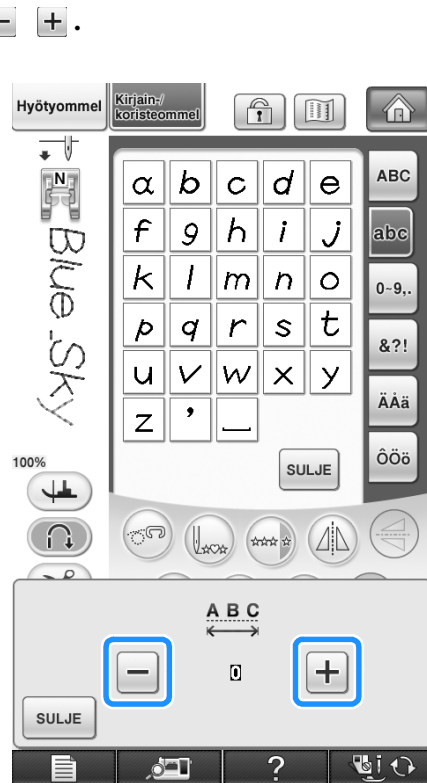 - + .
Hyötyommel
Kirjain-/
koristeommel
N
Blue_Sky
a b c d e
f g h i j
k l m n o
p q r s t
u v w x y
z ' _
ABC
abc
0~9,.
&?!
ÄÅä
ÔÖö
SULJE
100%
A B C
- 0 +
SULJE
?